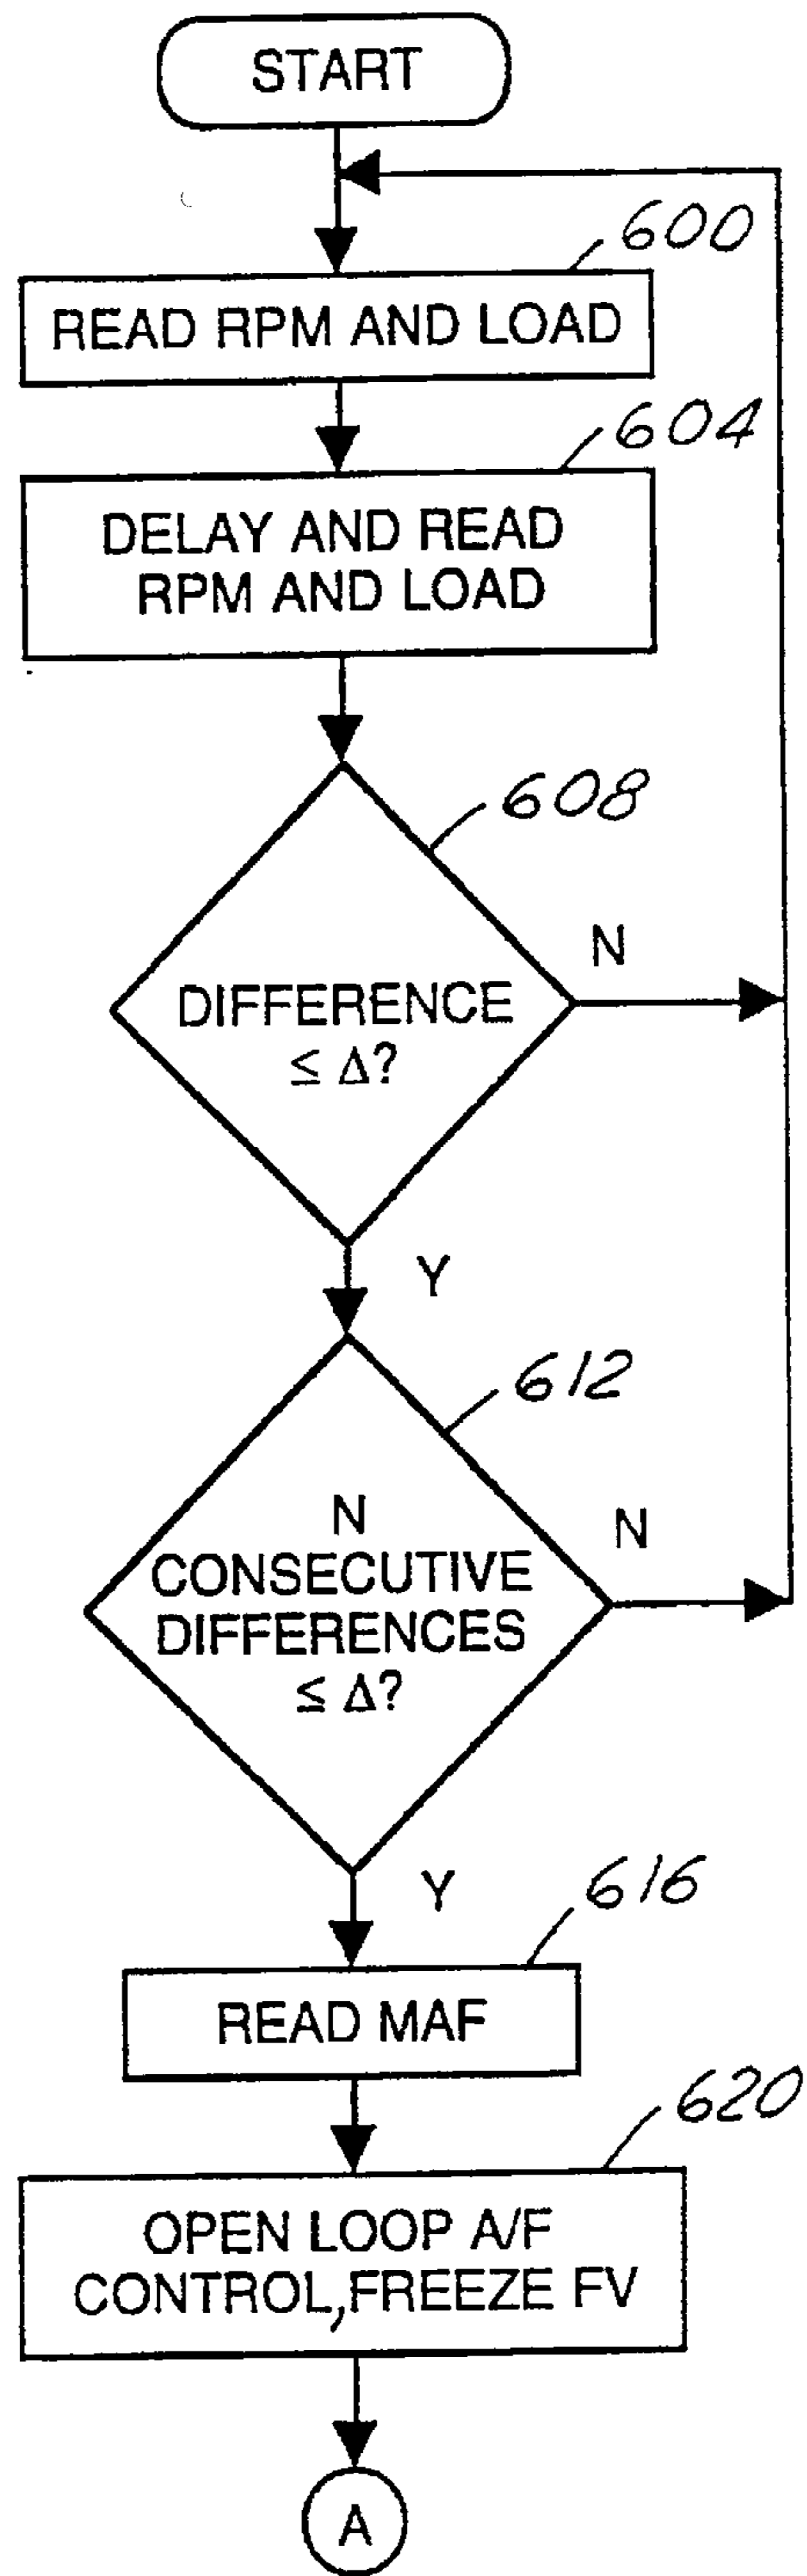 START
600
READ RPM AND LOAD
604
DELAY AND READ
RPM AND LOAD
608
DIFFERENCE
≤ Δ?
N
Y
612
N
CONSECUTIVE
DIFFERENCES
≤ Δ?
N
Y
616
READ MAF
620
OPEN LOOP A/F
CONTROL,FREEZE FV
A